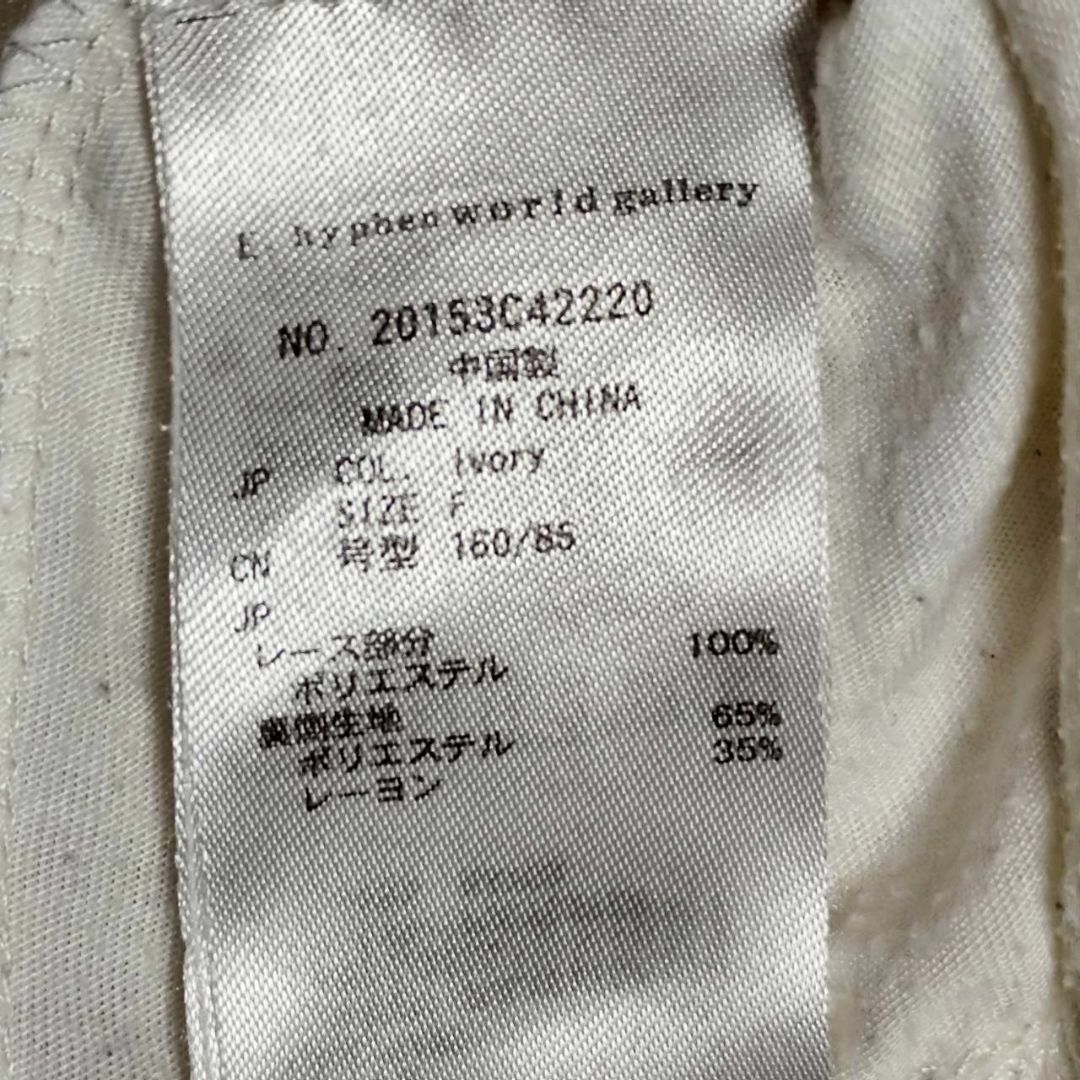 E hyphen world gallery
NO. 20153C42220
中国製
MADE IN CHINA
JP COL. Ivory
SIZE F
CN 号型 160/85
JP
レース部分
ポリエステル 100%
裏側生地
ポリエステル 65%
レーヨン 35%